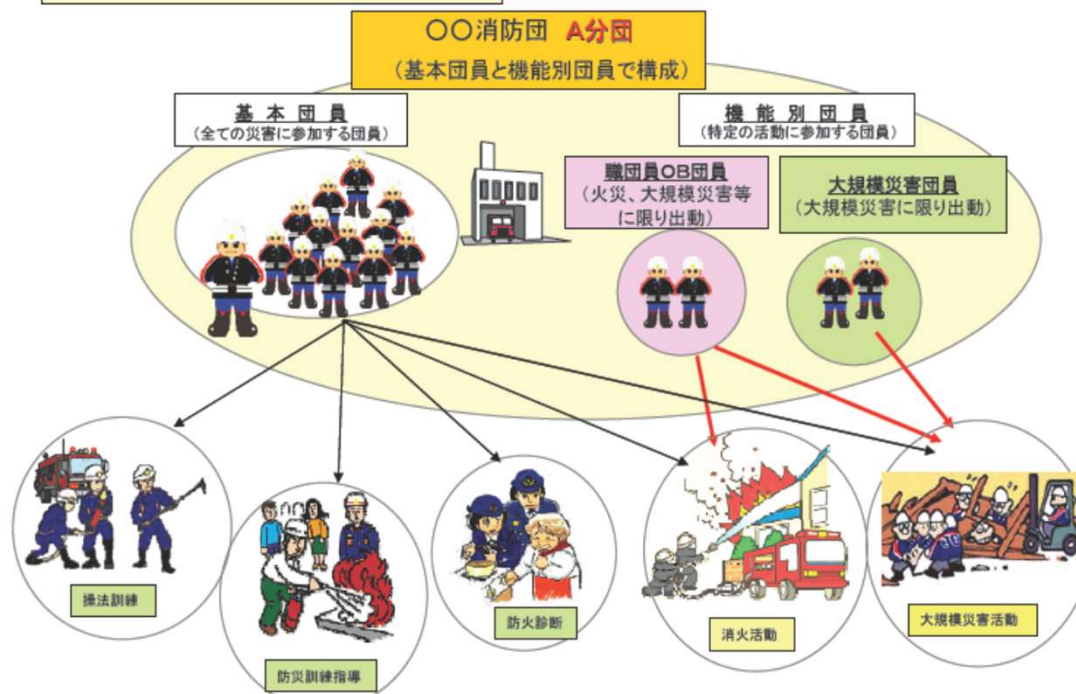 〇〇消防団 A分団
(基本団員と機能別団員で構成)
基本団員
(全ての災害に参加する団員)
機能別団員
(特定の活動に参加する団員)
職団員OB団員
(火災、大規模災害等
に限り出動)
大規模災害団員
(大規模災害に限り出動)
操法訓練
防災訓練指導
防火診断
消火活動
大規模災害活動